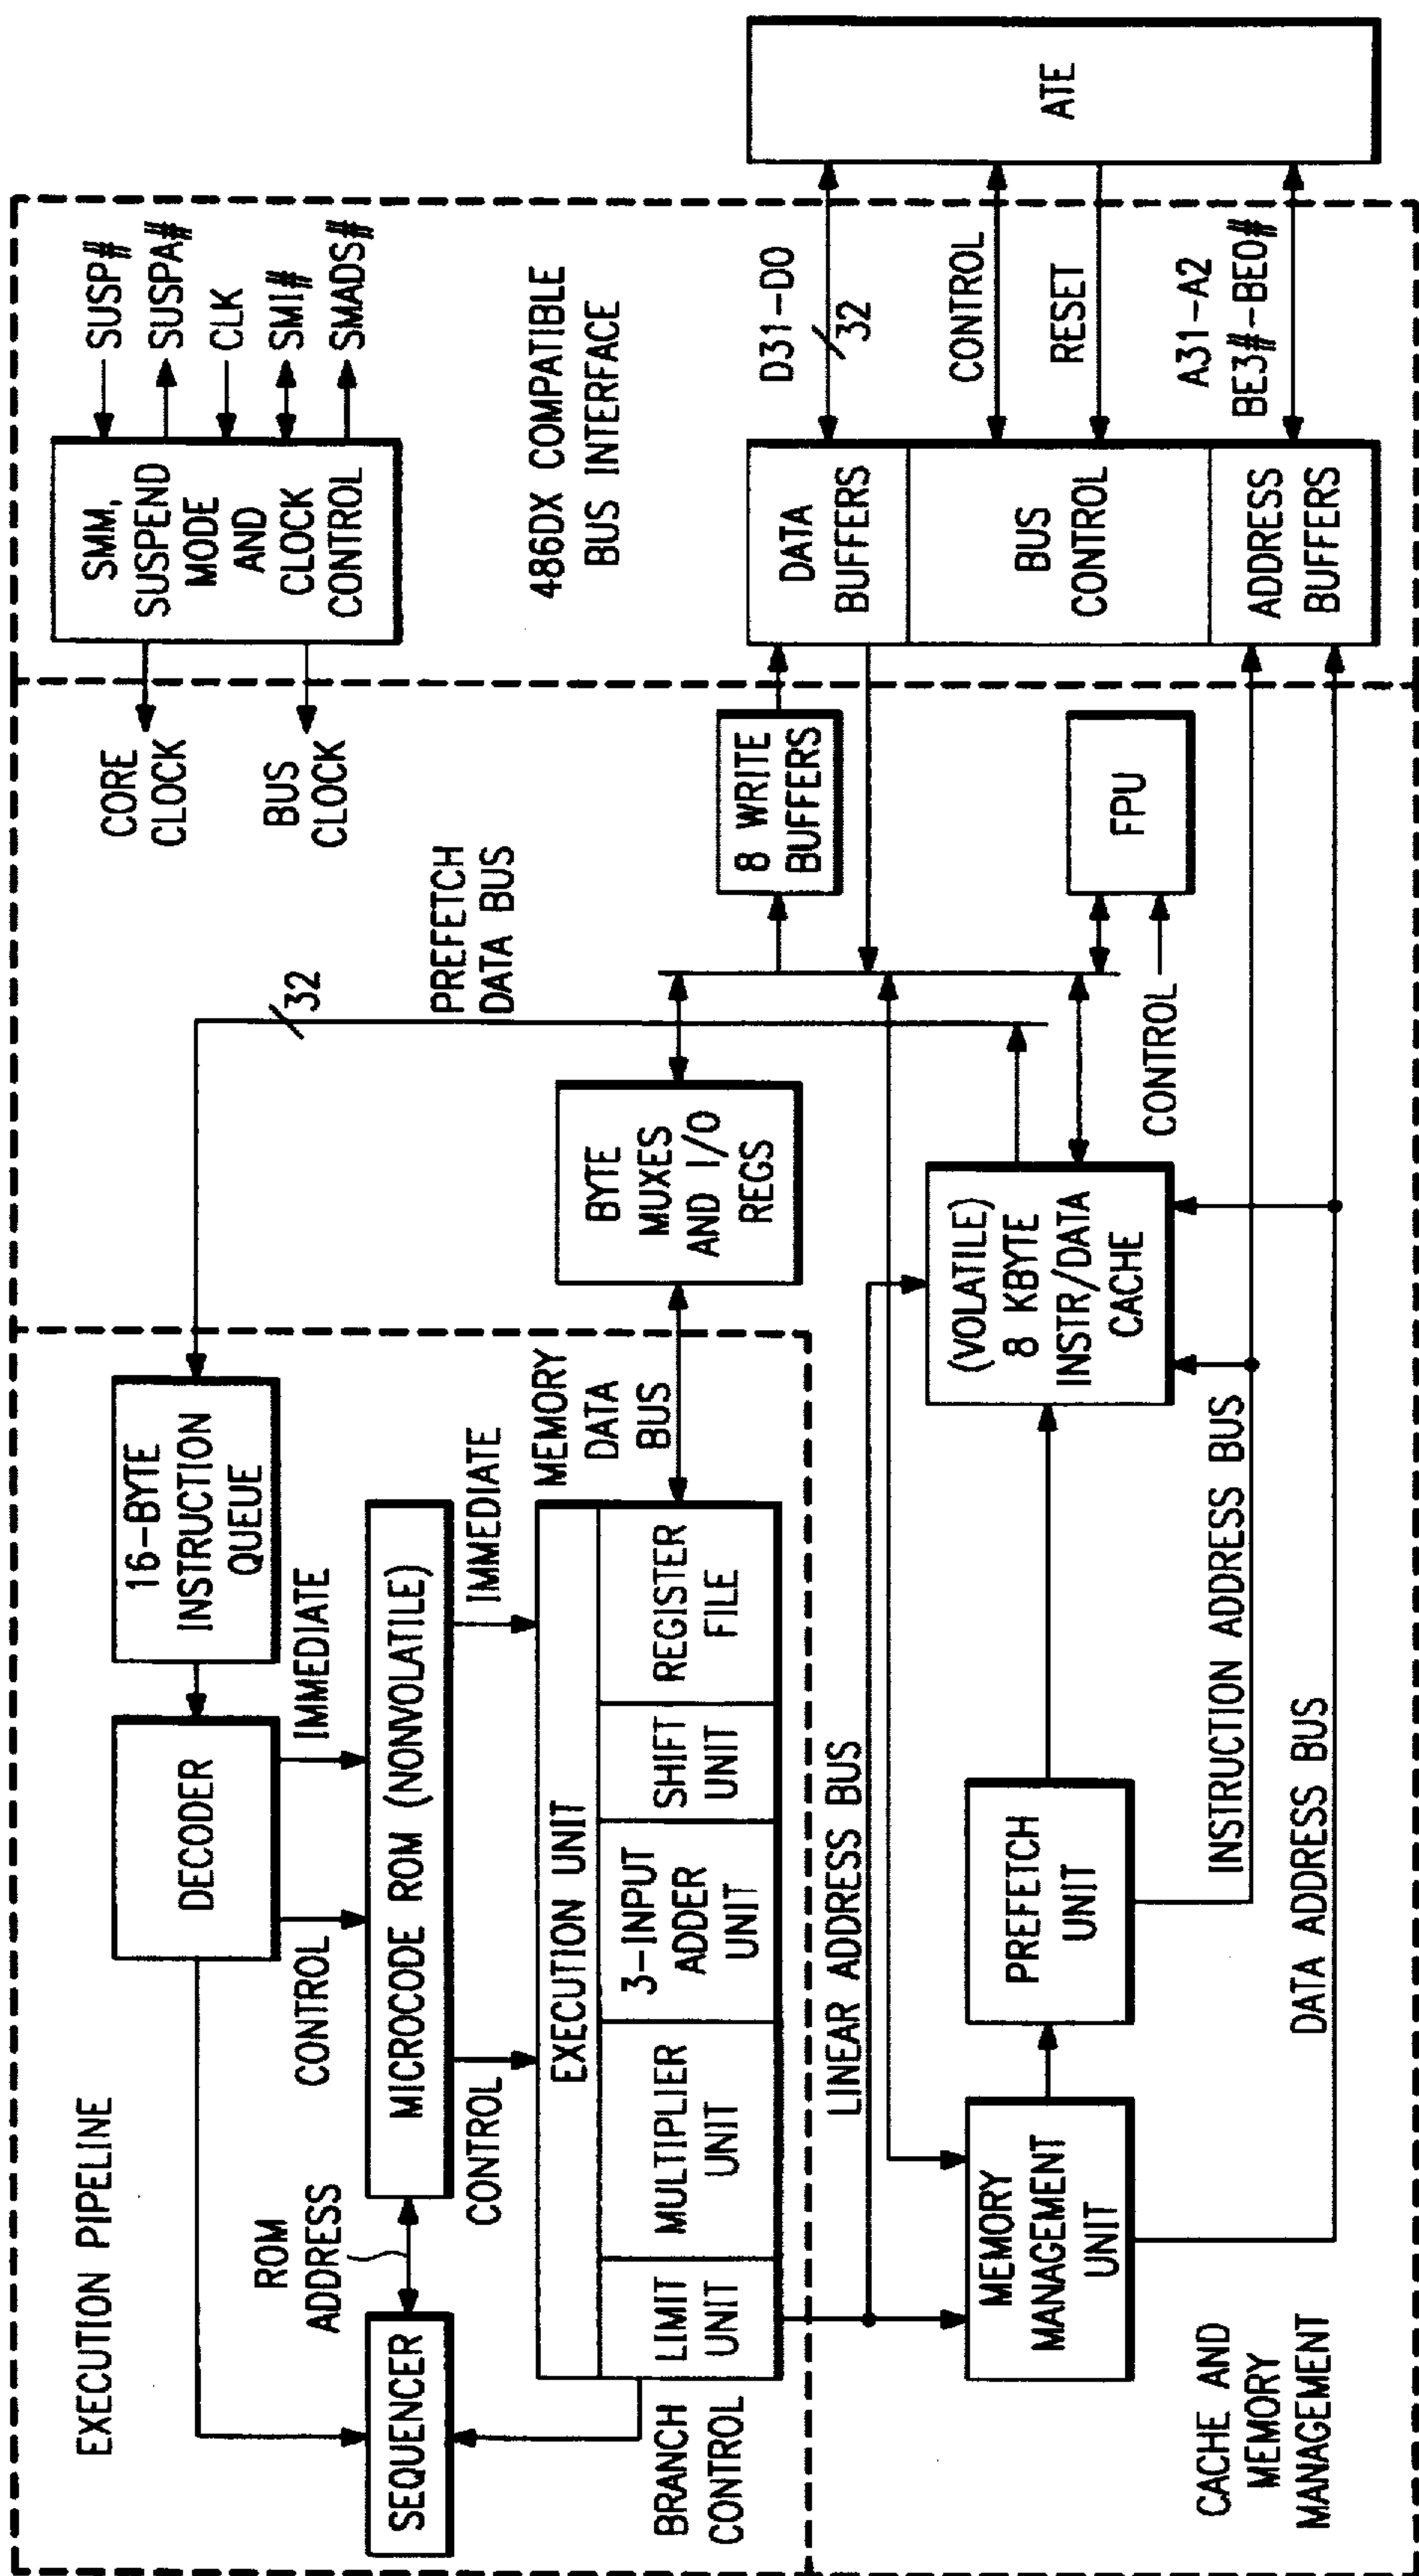 EXECUTION PIPELINE
SEQUENCER
ROM
ADDRESS
DECODER
CONTROL
IMMEDIATE
16-BYTE
INSTRUCTION
QUEUE
MICROCODE ROM (NONVOLATILE)
CONTROL
IMMEDIATE
EXECUTION UNIT
LIMIT
UNIT
MULTIPLIER
UNIT
3-INPUT
ADDER
UNIT
SHIFT
UNIT
REGISTER
FILE
BRANCH
CONTROL
MEMORY
DATA
BUS
BYTE
MUXES
AND I/O
REGS
32
PREFETCH
DATA BUS
CORE
CLOCK
BUS
CLOCK
SMM,
SUSPEND
MODE
AND
CLOCK
CONTROL
SUSP#
SUSPA#
CLK
SMI#
SMADS#
486DX COMPATIBLE
BUS INTERFACE
8 WRITE
BUFFERS
FPU
CONTROL
DATA
BUFFERS
BUS
CONTROL
ADDRESS
BUFFERS
D31-D0
32
CONTROL
RESET
A31-A2
BE3#-BE0#
ATE
LINEAR ADDRESS BUS
MEMORY
MANAGEMENT
UNIT
PREFETCH
UNIT
(VOLATILE)
8 KBYTE
INSTR/DATA
CACHE
INSTRUCTION ADDRESS BUS
DATA ADDRESS BUS
CACHE AND
MEMORY
MANAGEMENT